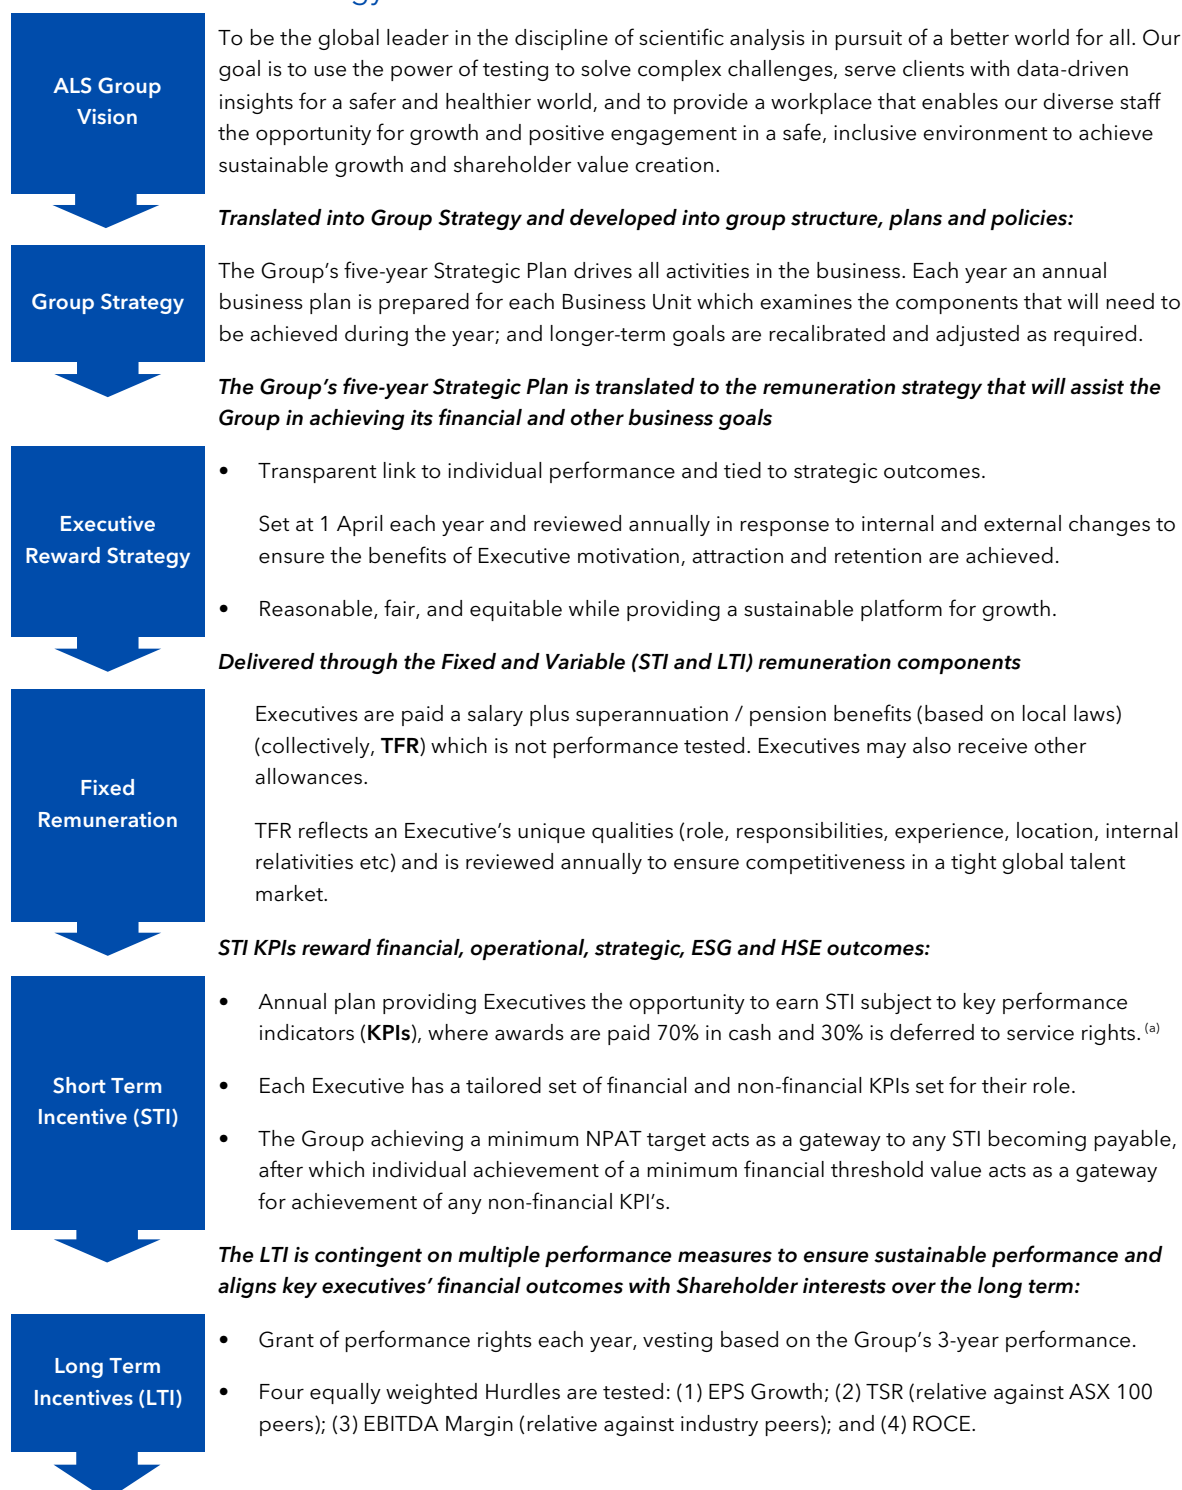 ALS Group
Vision
To be the global leader in the discipline of scientific analysis in pursuit of a better world for all. Our
goal is to use the power of testing to solve complex challenges, serve clients with data-driven
insights for a safer and healthier world, and to provide a workplace that enables our diverse staff
the opportunity for growth and positive engagement in a safe, inclusive environment to achieve
sustainable growth and shareholder value creation.
Translated into Group Strategy and developed into group structure, plans and policies:
Group Strategy
The Group's five-year Strategic Plan drives all activities in the business. Each year an annual
business plan is prepared for each Business Unit which examines the components that will need to
be achieved during the year; and longer-term goals are recalibrated and adjusted as required.
The Group's five-year Strategic Plan is translated to the remuneration strategy that will assist the
Group in achieving its financial and other business goals
Executive
Reward Strategy
• Transparent link to individual performance and tied to strategic outcomes.
Set at 1 April each year and reviewed annually in response to internal and external changes to
ensure the benefits of Executive motivation, attraction and retention are achieved.
• Reasonable, fair, and equitable while providing a sustainable platform for growth.
Delivered through the Fixed and Variable (STI and LTI) remuneration components
Fixed
Remuneration
Executives are paid a salary plus superannuation / pension benefits (based on local laws)
(collectively, TFR) which is not performance tested. Executives may also receive other
allowances.
TFR reflects an Executive's unique qualities (role, responsibilities, experience, location, internal
relativities etc) and is reviewed annually to ensure competitiveness in a tight global talent
market.
STI KPIs reward financial, operational, strategic, ESG and HSE outcomes:
Short Term
Incentive (STI)
• Annual plan providing Executives the opportunity to earn STI subject to key performance
indicators (KPIs), where awards are paid 70% in cash and 30% is deferred to service rights. (a)
• Each Executive has a tailored set of financial and non-financial KPIs set for their role.
• The Group achieving a minimum NPAT target acts as a gateway to any STI becoming payable,
after which individual achievement of a minimum financial threshold value acts as a gateway
for achievement of any non-financial KPI's.
The LTI is contingent on multiple performance measures to ensure sustainable performance and
aligns key executives' financial outcomes with Shareholder interests over the long term:
Long Term
Incentives (LTI)
• Grant of performance rights each year, vesting based on the Group's 3-year performance.
• Four equally weighted Hurdles are tested: (1) EPS Growth; (2) TSR (relative against ASX 100
peers); (3) EBITDA Margin (relative against industry peers); and (4) ROCE.